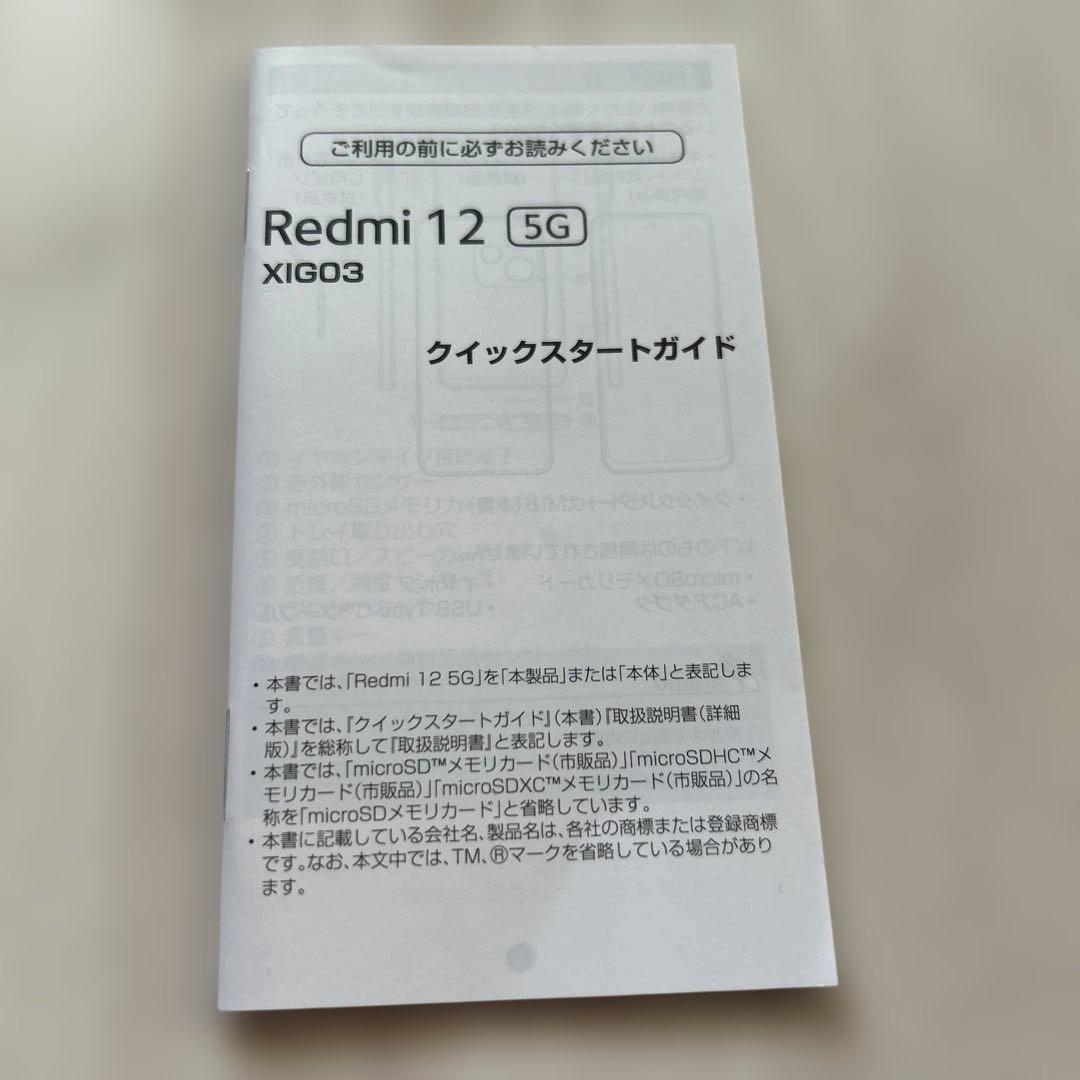 ご利用の前に必ずお読みください
Redmi 12 5G
XIG03
クイックスタートガイド
・本書では、「Redmi 12 5G」を「本製品」または「本体」と表記しま
す。
・本書では、『クイックスタートガイド』(本書)『取扱説明書(詳細
版)』を総称して『取扱説明書』と表記します。
・本書では、「microSD™メモリカード(市販品)」「microSDHC™メ
モリカード(市販品)」「microSDXC™メモリカード(市販品)」の名
称を「microSDメモリカード」と省略しています。
・本書に記載している会社名、製品名は、各社の商標または登録商標
です。なお、本文中では、TM、®マークを省略している場合があり
ます。